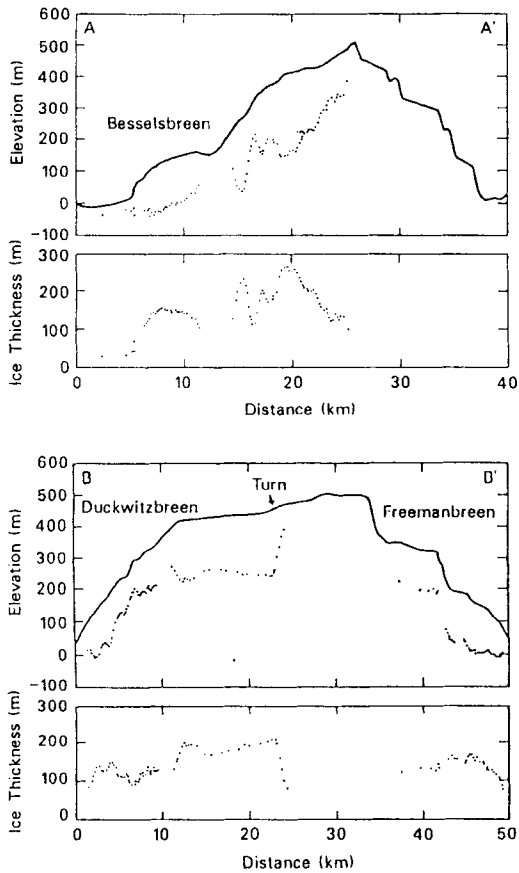 600
A
A'
500
400
300
200
100
0
-100
Elevation (m)
Besselsbreen
300
200
100
0
Ice Thickness (m)
0
10
20
30
40
Distance (km)
600
B
B'
500
400
300
200
100
0
-100
Elevation (m)
Duckwitzbreen
Turn
Freemanbreen
300
200
100
0
Ice Thickness (m)
0
10
20
30
40
50
Distance (km)